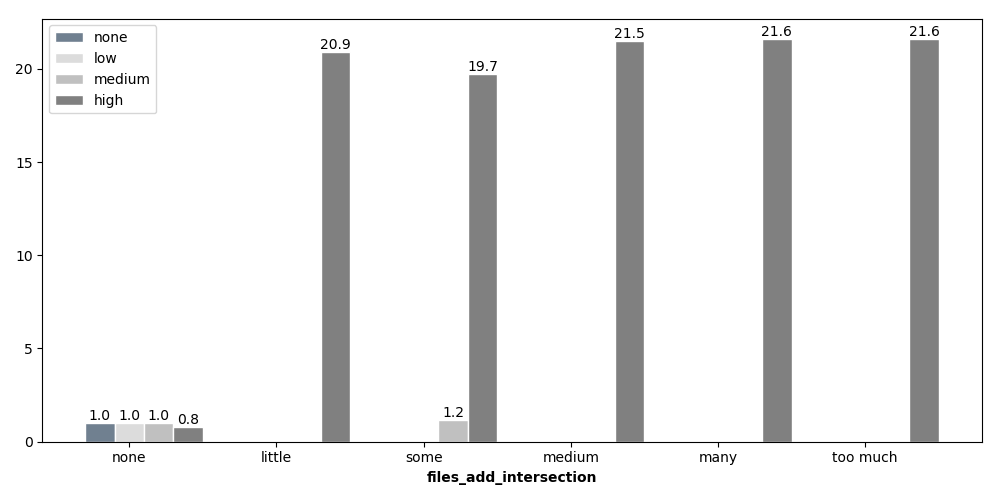 none
low
medium
high
20
15
10
5
0
1.0 1.0 1.0 0.8
20.9
1.2 19.7
21.5
21.6
21.6
none little some medium many too much
files_add_intersection